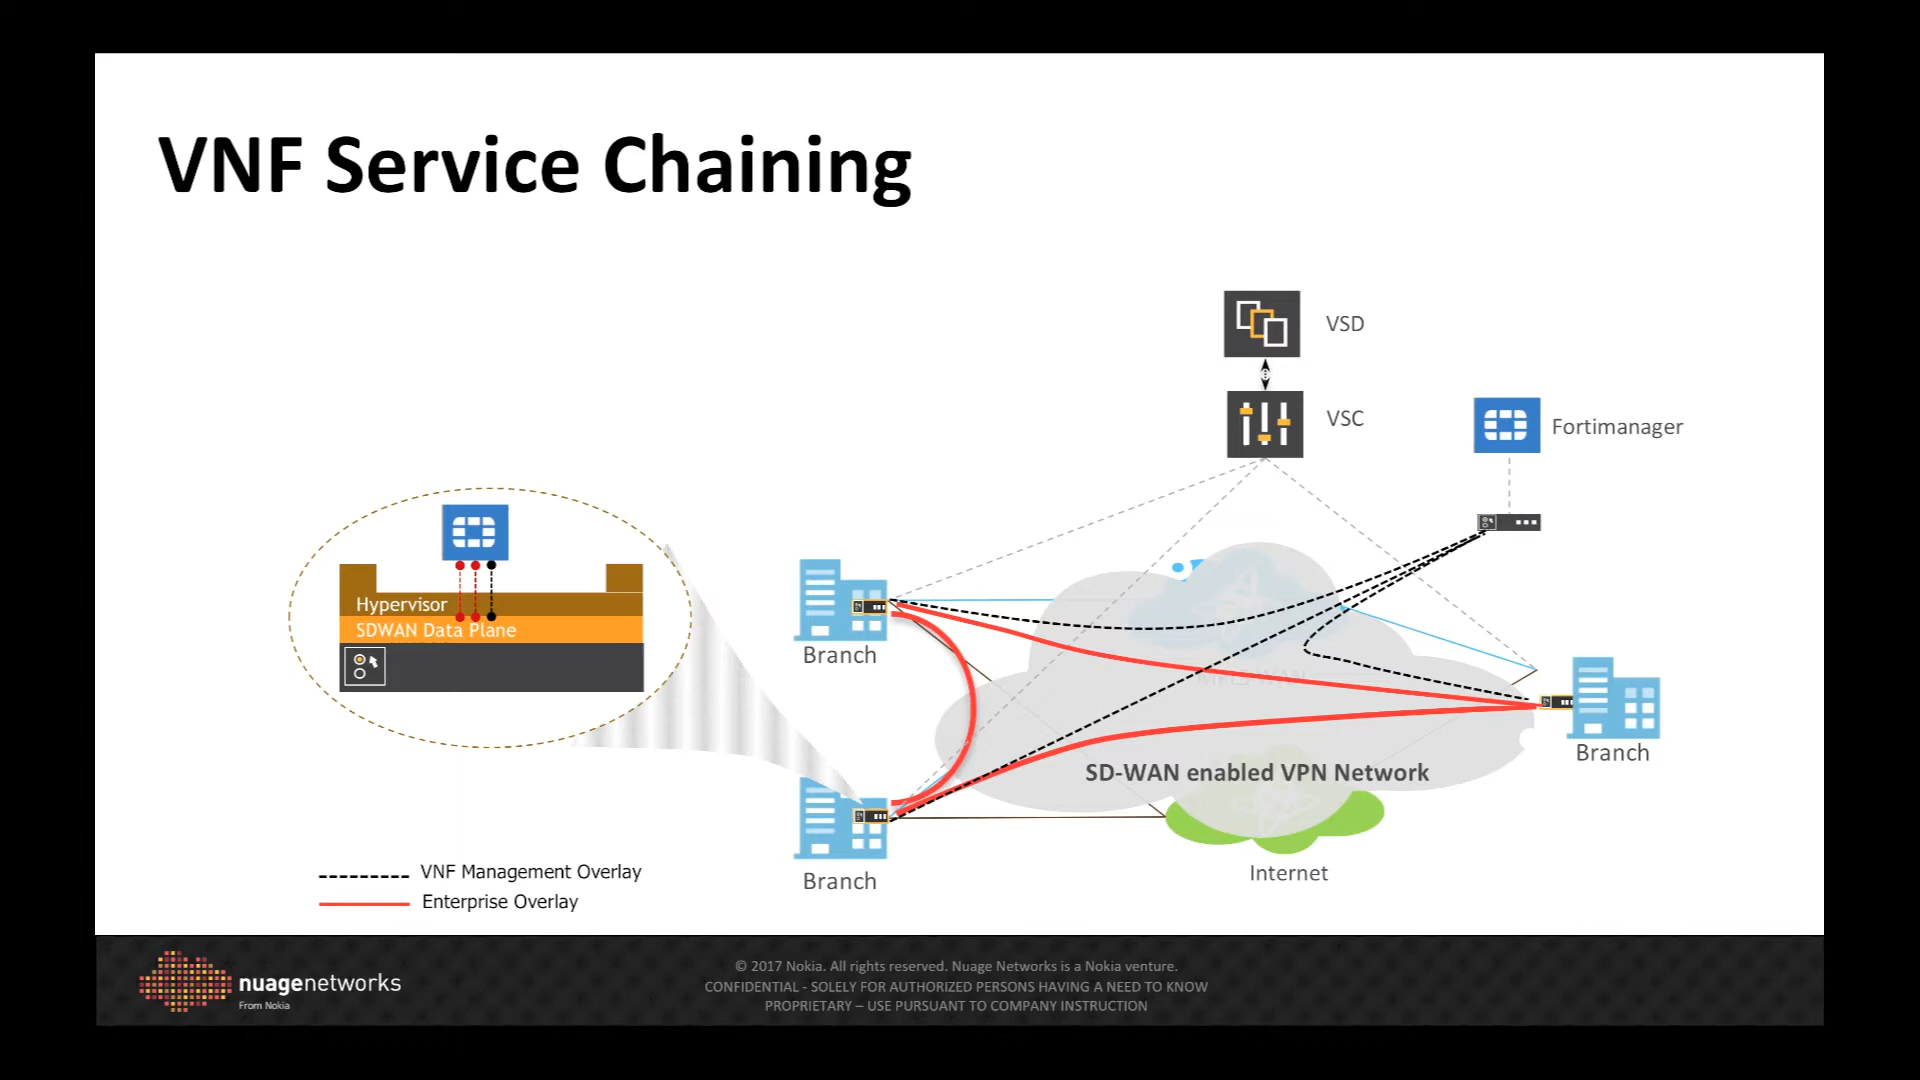 VNF Service Chaining
VSD
VSC
Fortimanager
Hypervisor
SDWAN Data Plane
Branch
Branch
SD-WAN enabled VPN Network
Branch
Internet
VNF Management Overlay
Enterprise Overlay
nuagenetworks
From Nokia
© 2017 Nokia. All rights reserved. Nuage Networks is a Nokia venture.
CONFIDENTIAL - SOLELY FOR AUTHORIZED PERSONS HAVING A NEED TO KNOW
PROPRIETARY – USE PURSUANT TO COMPANY INSTRUCTION